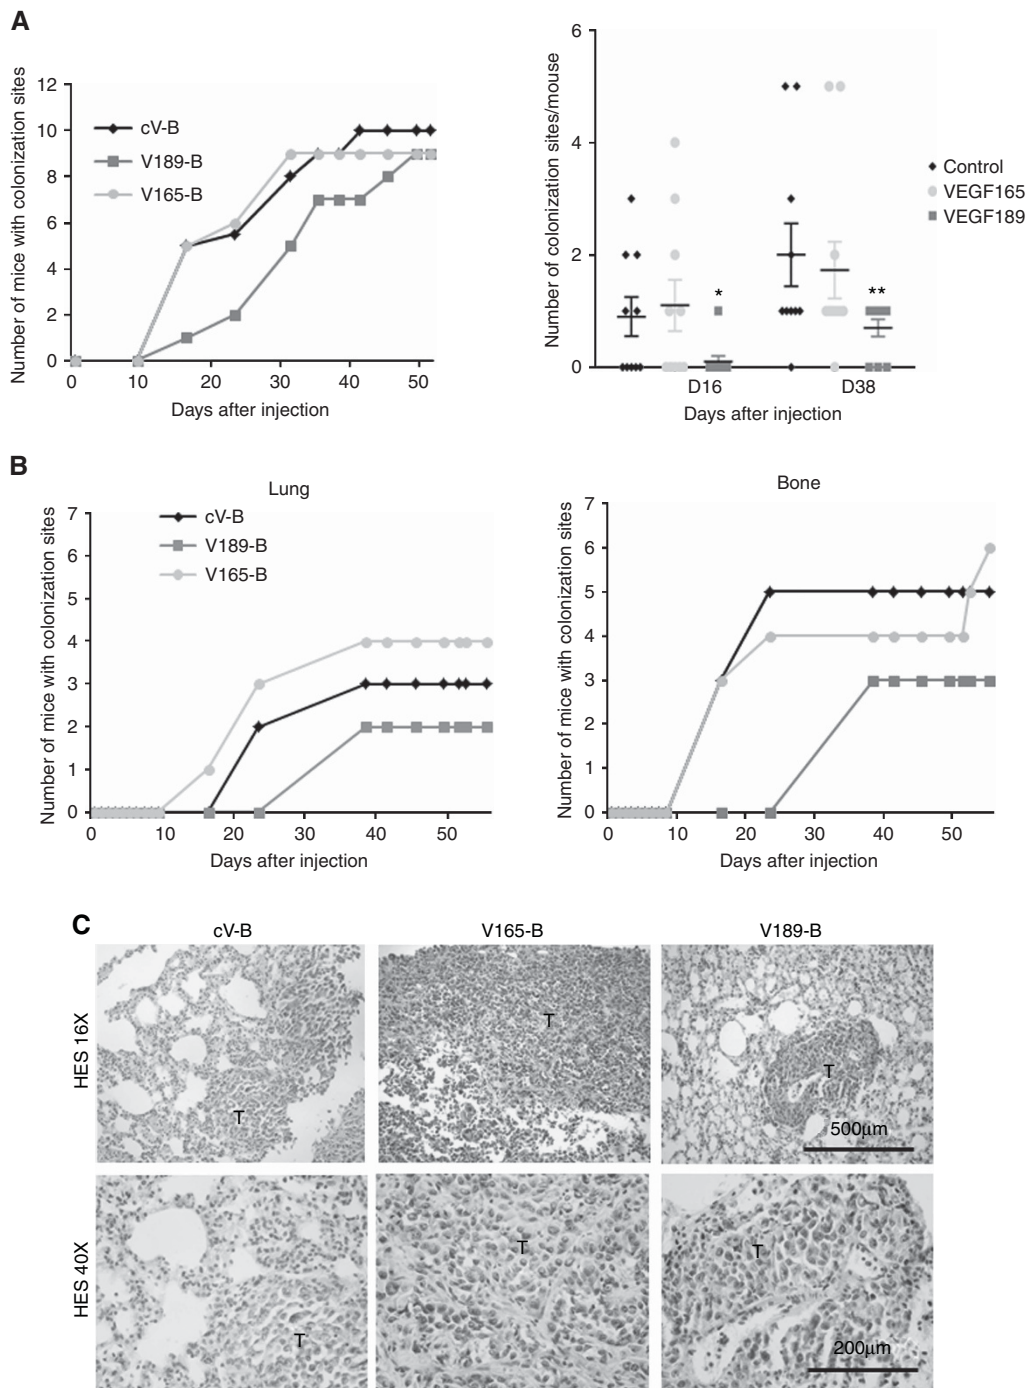 A
Number of mice with colonization sites
12
10
8
6
4
2
0
cV-B
V189-B
V165-B
0 10 20 30 40 50
Days after injection
Number of colonization sites/mouse
6
4
2
0
*
**
D16 D38
Days after injection
Control
VEGF165
VEGF189
B
Lung
Number of mice with colonization sites
7
6
5
4
3
2
1
0
cV-B
V189-B
V165-B
0 10 20 30 40 50
Days after injection
Bone
Number of mice with colonization sites
7
6
5
4
3
2
1
0
0 10 20 30 40 50
Days after injection
C
cV-B V165-B V189-B
HES 16X
T
T
T
500µm
HES 40X
T
T
T
200µm